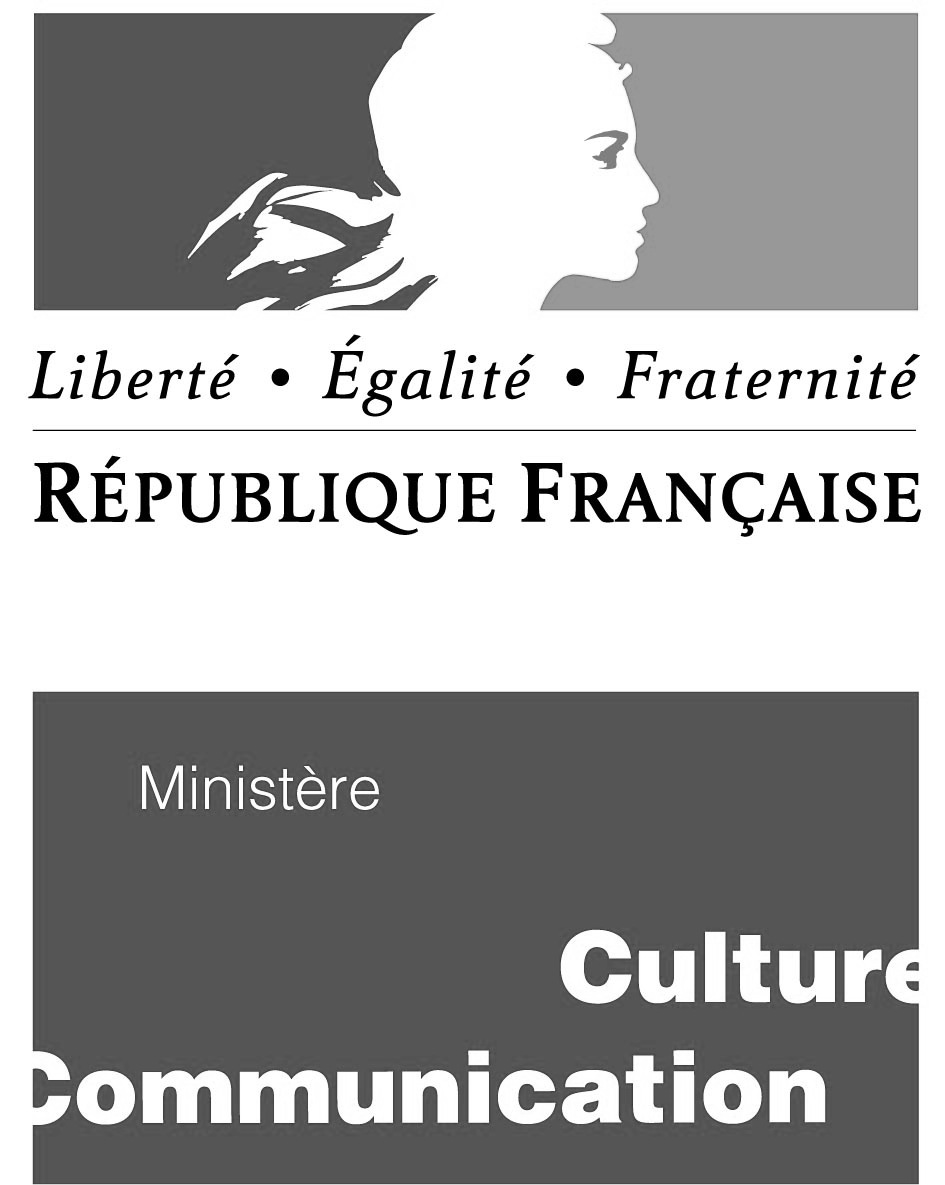 Liberté • Égalité • Fraternité
RÉPUBLIQUE FRANÇAISE
Ministère
Culture
Communication